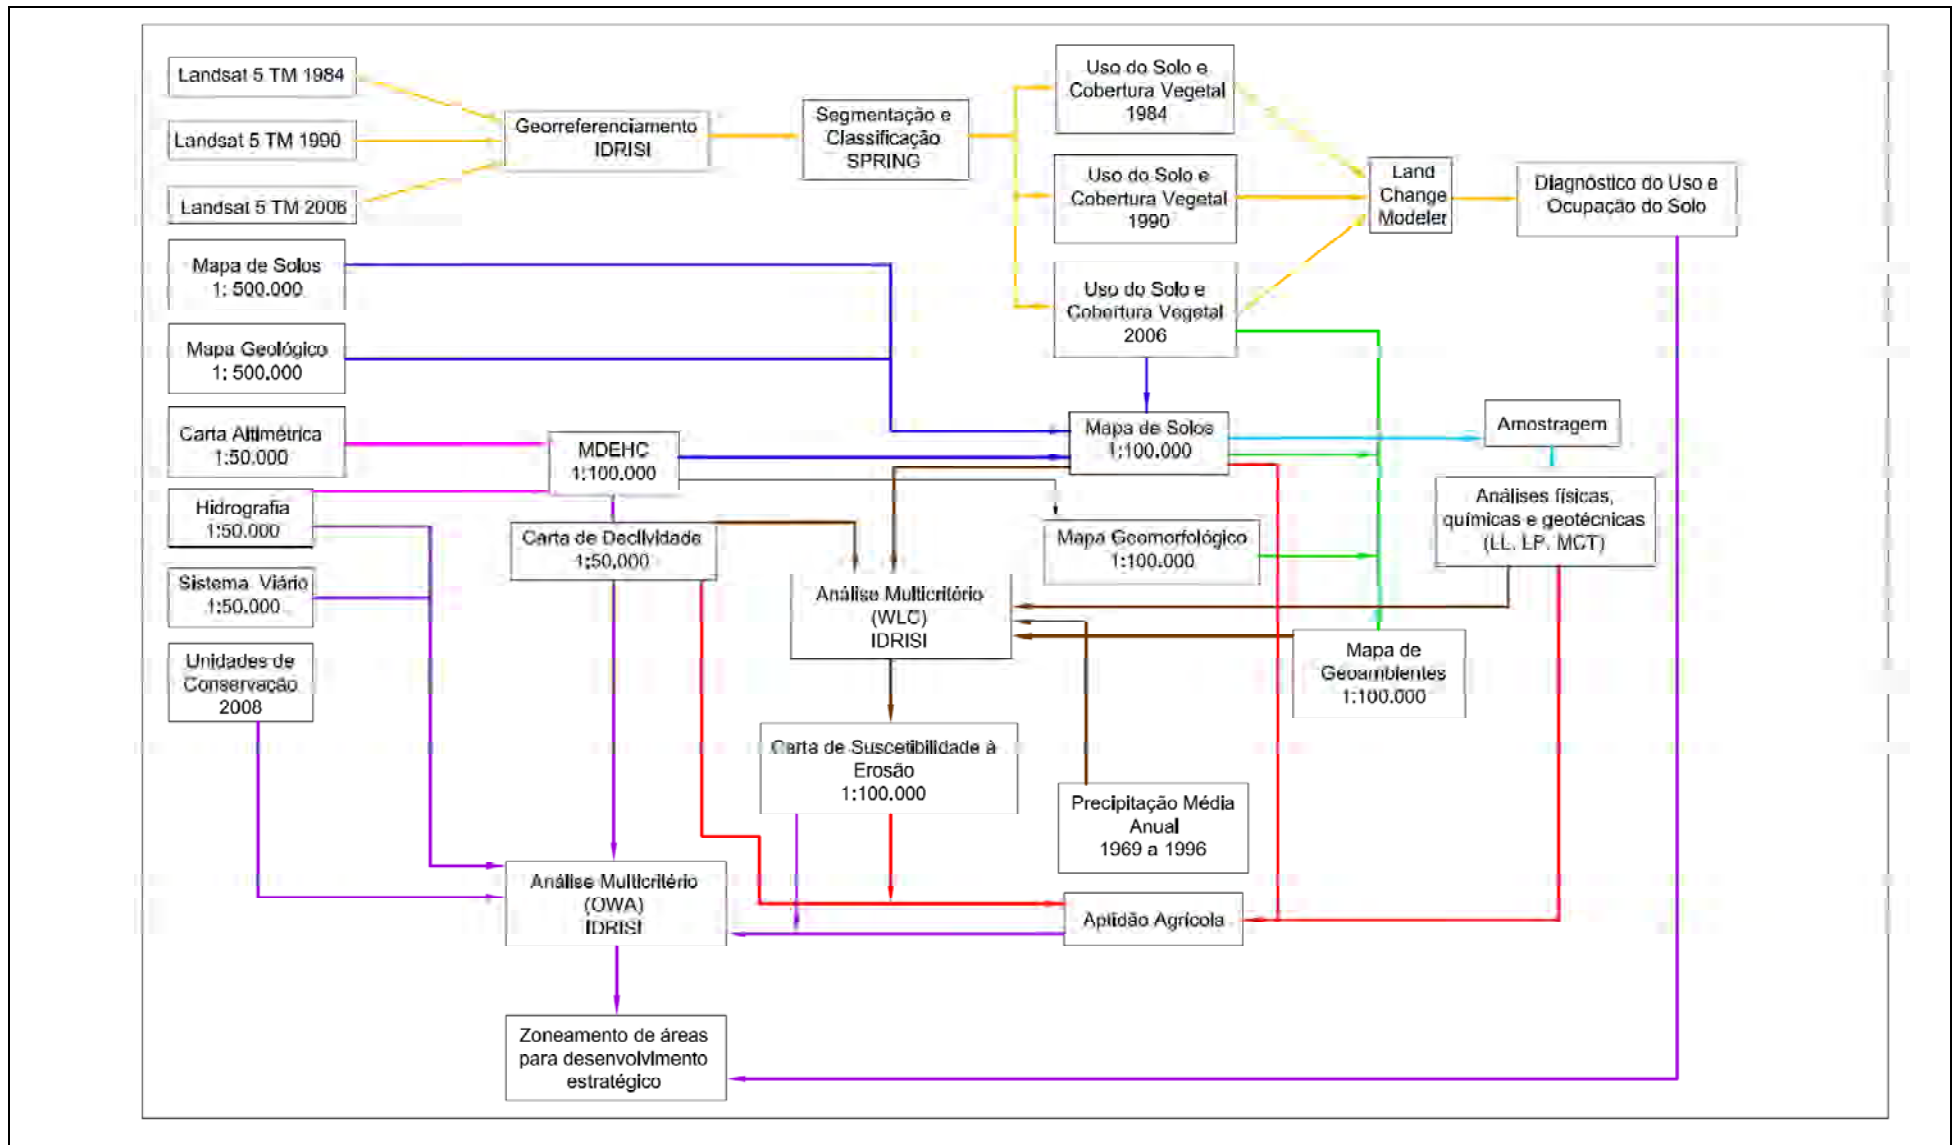 Landsat 5 TM 1984
Landsat 5 TM 1990
Landsat 5 TM 2006
Georreferenciamento
IDRISI
Segmentação e
Classificação
SPRING
Uso do Solo e
Cobertura Vegetal
1984
Uso do Solo e
Cobertura Vegetal
1990
Uso do Solo e
Cobertura Vegetal
2006
Land
Change
Modeler
Diagnóstico do Uso e
Ocupação do Solo
Mapa de Solos
1: 500.000
Mapa Geológico
1: 500.000
Carta Altimétrica
1:50.000
Hidrografia
1:50.000
Sistema Viário
1:50.000
Unidades de
Conservação
2008
MDEHC
1:100.000
Carta de Declividade
1:50.000
Mapa de Solos
1:100.000
Amostragem
Análises físicas,
químicas e geotécnicas
(LL. LP. MCT)
Mapa Geomorfológico
1:100.000
Análise Multicritério
(WLC)
IDRISI
Mapa de
Geoambientes
1:100.000
Carta de Suscetibilidade à
Erosão
1:100.000
Precipitação Média
Anual
1969 a 1996
Análise Multicritério
(OWA)
IDRISI
Aptidão Agrícola
Zoneamento de áreas
para desenvolvimento
estratégico